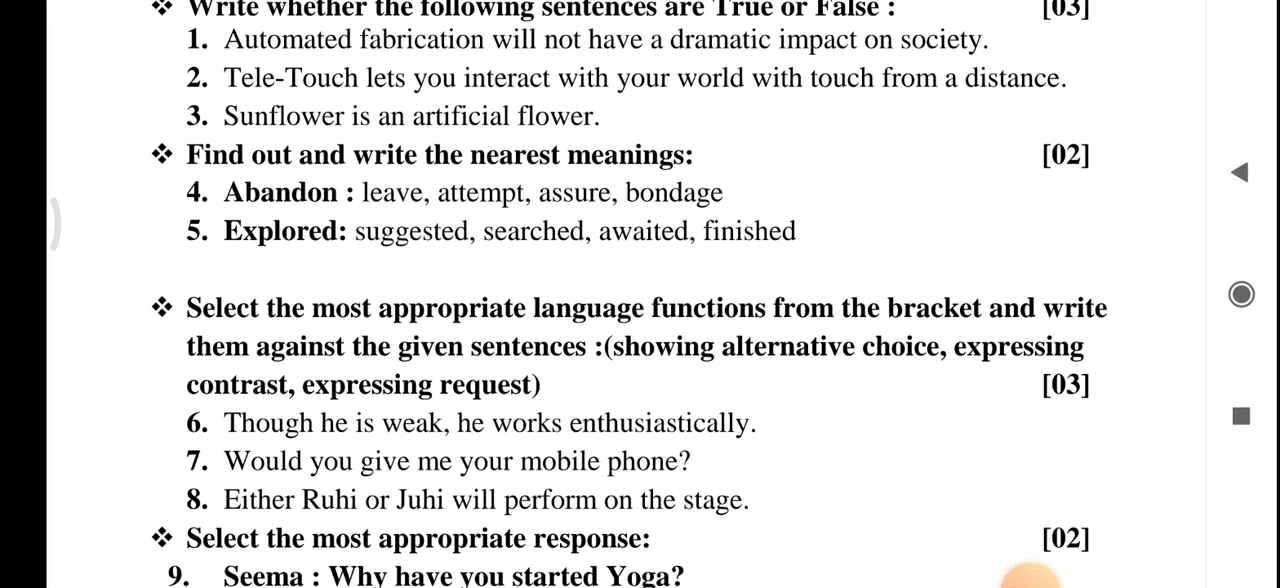 ❖ Write whether the following sentences are True or False : [03]
1. Automated fabrication will not have a dramatic impact on society.
2. Tele-Touch lets you interact with your world with touch from a distance.
3. Sunflower is an artificial flower.
❖ Find out and write the nearest meanings: [02]
4. Abandon : leave, attempt, assure, bondage
5. Explored: suggested, searched, awaited, finished
❖ Select the most appropriate language functions from the bracket and write
them against the given sentences :(showing alternative choice, expressing
contrast, expressing request) [03]
6. Though he is weak, he works enthusiastically.
7. Would you give me your mobile phone?
8. Either Ruhi or Juhi will perform on the stage.
❖ Select the most appropriate response: [02]
9. Seema : Why have you started Yoga?